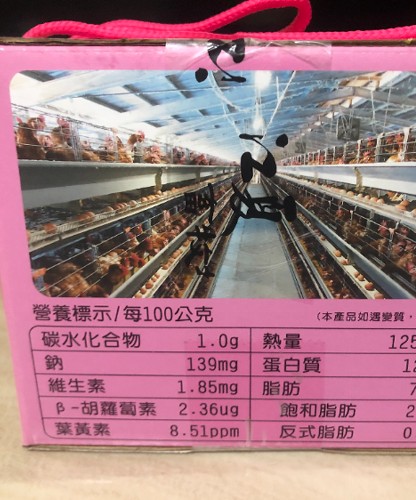 營養標示/每100公克
(本產品如遇變質,
碳水化合物 1.0g 熱量 125
鈉 139mg 蛋白質 12
維生素 1.85mg 脂肪 7
β-胡蘿蔔素 2.36ug 飽和脂肪 2
葉黃素 8.51ppm 反式脂肪 0